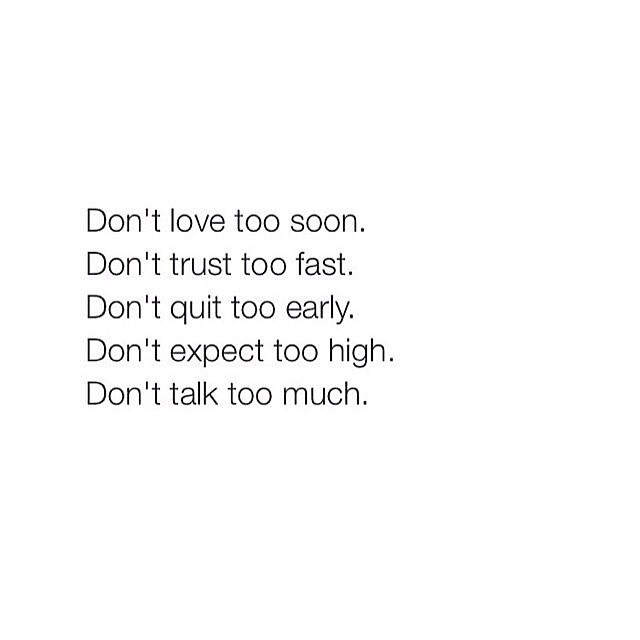 Don't love too soon.
Don't trust too fast.
Don't quit too early.
Don't expect too high.
Don't talk too much.